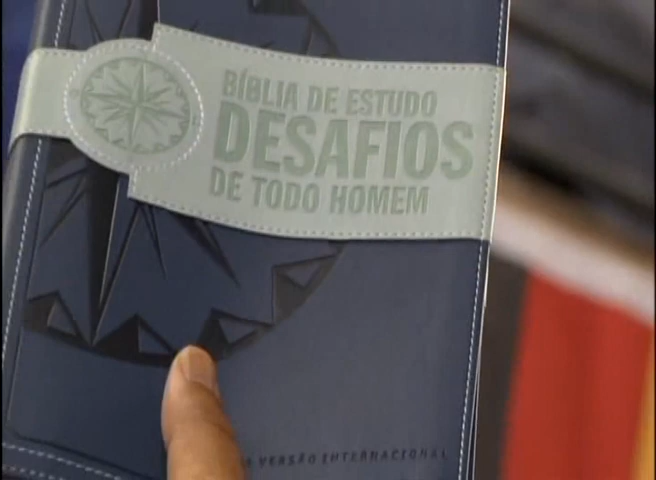 BÍBLIA DE ESTUDO
DESAFIOS
DE TODO HOMEM
VERSÃO INTERNACIONAL